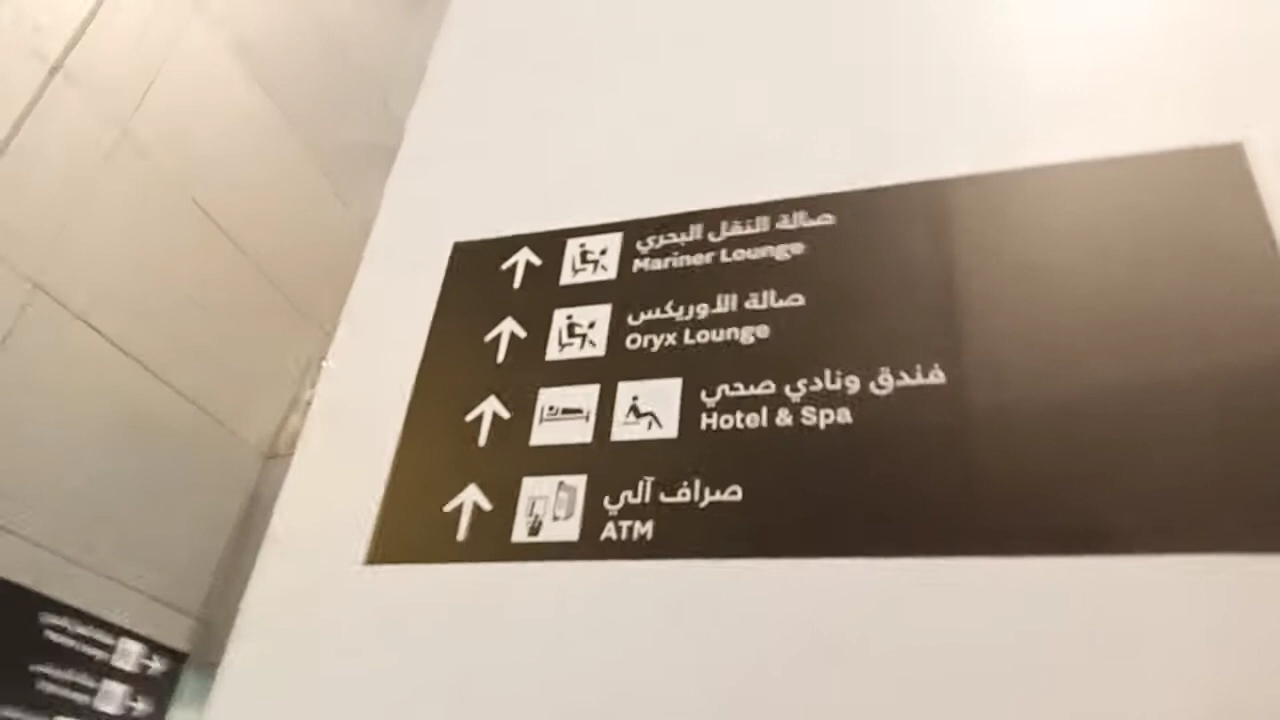 صالة النقل البحري
Mariner Lounge
صالة الأوريكس
Oryx Lounge
فندق ونادي صحي
Hotel & Spa
صراف آلي
ATM